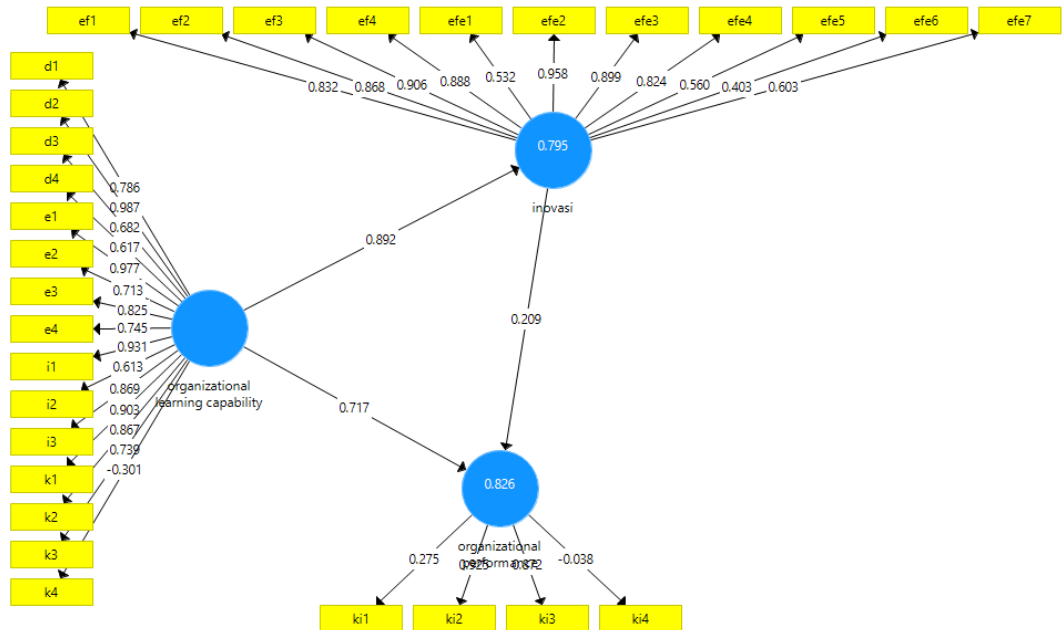 ef1 ef2 ef3 ef4 efe1 efe2 efe3 efe4 efe5 efe6 efe7
0.832 0.868 0.906 0.888 0.532 0.958 0.899 0.824 0.560 0.403 0.603
d1
d2
d3
d4
e1
e2
e3
e4
i1
i2
i3
k1
k2
k3
k4
0.786
0.987
0.682
0.617
0.977
0.713
0.825
0.745
0.931
0.613
0.869
0.903
0.867
0.739
-0.301
organizational
learning capability
0.892
0.795
inovasi
0.209
0.717
0.826
organizational
performance
0.275 0.925 0.872 -0.038
ki1 ki2 ki3 ki4